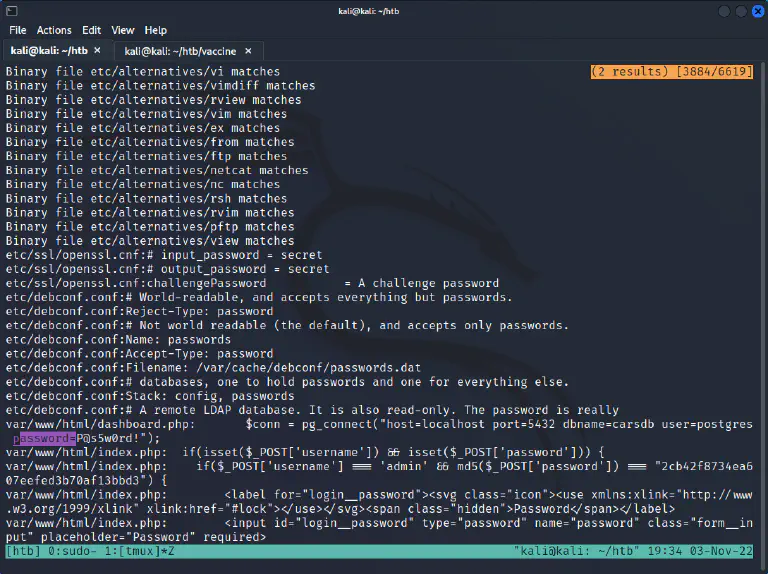 kali@kali: ~/htb
File Actions Edit View Help
kali@kali: ~/htb × kali@kali: ~/htb/vaccine ×
Binary file etc/alternatives/vi matches (2 results) [3884/6619]
Binary file etc/alternatives/vimdiff matches
Binary file etc/alternatives/rview matches
Binary file etc/alternatives/vim matches
Binary file etc/alternatives/ex matches
Binary file etc/alternatives/from matches
Binary file etc/alternatives/ftp matches
Binary file etc/alternatives/netcat matches
Binary file etc/alternatives/nc matches
Binary file etc/alternatives/rsh matches
Binary file etc/alternatives/rvim matches
Binary file etc/alternatives/pftp matches
Binary file etc/alternatives/view matches
etc/ssl/openssl.cnf:# input_password = secret
etc/ssl/openssl.cnf:# output_password = secret
etc/ssl/openssl.cnf:challengePassword = A challenge password
etc/debconf.conf:# World-readable, and accepts everything but passwords.
etc/debconf.conf:Reject-Type: password
etc/debconf.conf:# Not world readable (the default), and accepts only passwords.
etc/debconf.conf:Name: passwords
etc/debconf.conf:Accept-Type: password
etc/debconf.conf:Filename: /var/cache/debconf/passwords.dat
etc/debconf.conf:# databases, one to hold passwords and one for everything else.
etc/debconf.conf:Stack: config, passwords
etc/debconf.conf:# A remote LDAP database. It is also read-only. The password is really
var/www/html/dashboard.php: $conn = pg_connect("host=localhost port=5432 dbname=carsdb user=postgres
password=P@s5w0rd!");
var/www/html/index.php: if(isset($_POST['username']) && isset($_POST['password'])) {
var/www/html/index.php: if($_POST['username'] === 'admin' && md5($_POST['password']) === "2cb42f8734ea6
07eefed3b70af13bbd3") {
var/www/html/index.php: <label for="login__password"><svg class="icon"><use xmlns:xlink="http://www
.w3.org/1999/xlink" xlink:href="#lock"></use></svg><span class="hidden">Password</span></label>
var/www/html/index.php: <input id="login__password" type="password" name="password" class="form__in
put" placeholder="Password" required>
[htb] 0:sudo- 1:[tmux]*Z "kali@kali: ~/htb" 19:34 03-Nov-22